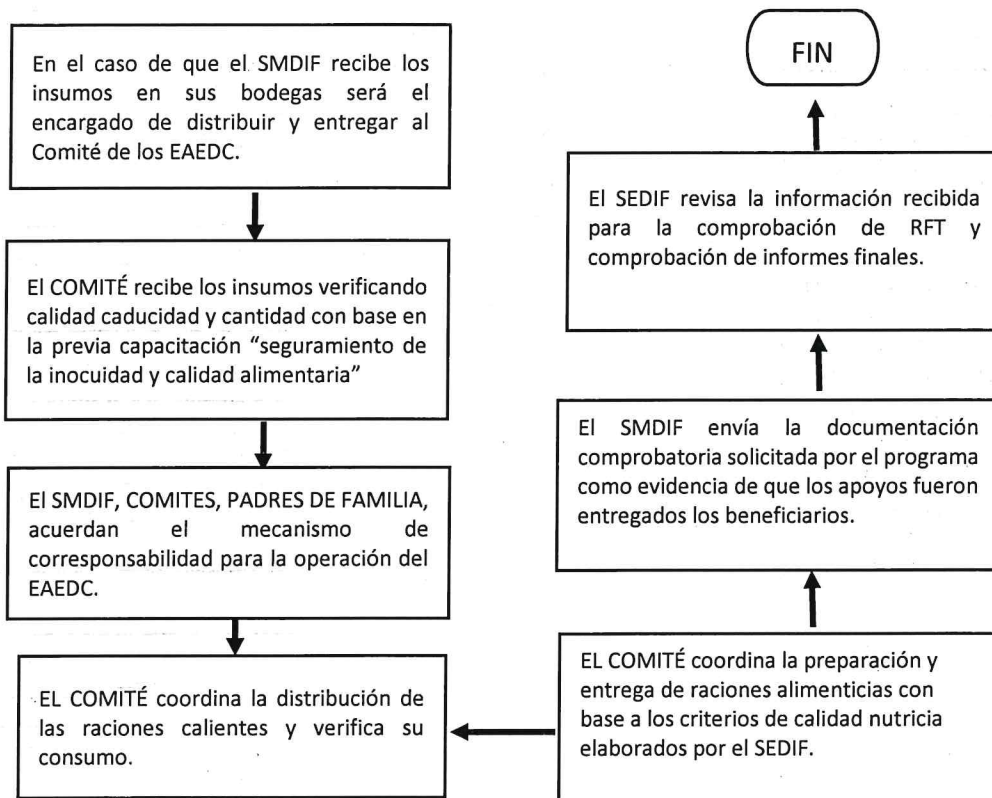 En el caso de que el SMDIF recibe los
insumos en sus bodegas será el
encargado de distribuir y entregar al
Comité de los EAEDC.
El COMITÉ recibe los insumos verificando
calidad caducidad y cantidad con base en
la previa capacitación “seguramiento de
la inocuidad y calidad alimentaria”
El SMDIF, COMITES, PADRES DE FAMILIA,
acuerdan el mecanismo de
corresponsabilidad para la operación del
EAEDC.
EL COMITÉ coordina la distribución de
las raciones calientes y verifica su
consumo.
FIN
El SEDIF revisa la información recibida
para la comprobación de RFT y
comprobación de informes finales.
El SMDIF envía la documentación
comprobatoria solicitada por el programa
como evidencia de que los apoyos fueron
entregados los beneficiarios.
EL COMITÉ coordina la preparación y
entrega de raciones alimenticias con
base a los criterios de calidad nutricia
elaborados por el SEDIF.